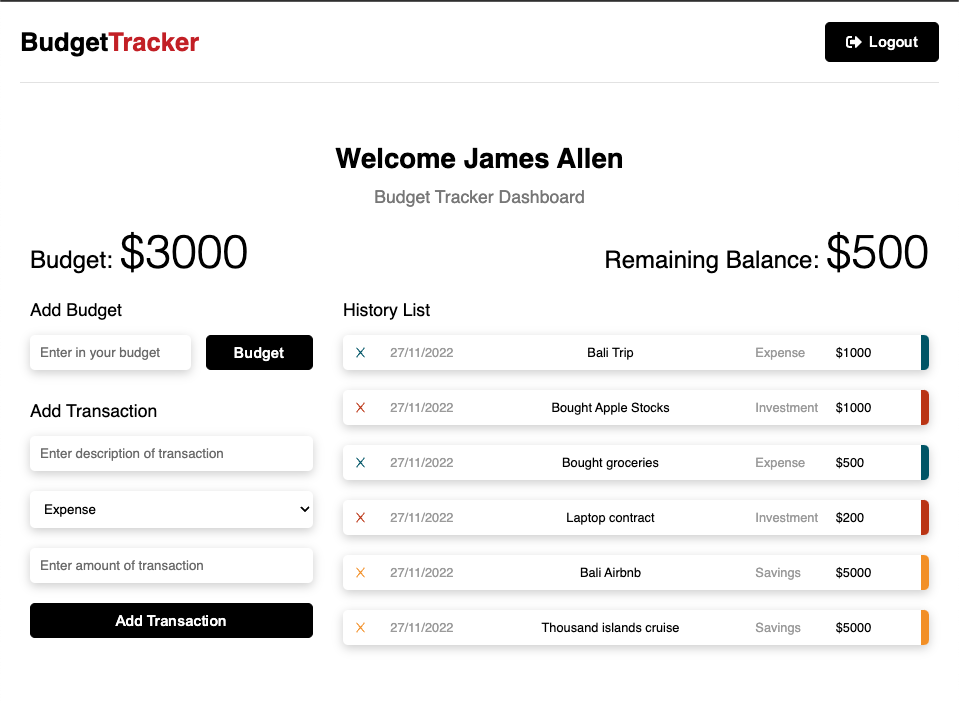 BudgetTracker
Logout
Welcome James Allen
Budget Tracker Dashboard
Budget: $3000
Remaining Balance: $500
Add Budget
Enter in your budget
Budget
Add Transaction
Enter description of transaction
Expense
Enter amount of transaction
Add Transaction
History List
X 27/11/2022 Bali Trip Expense $1000
X 27/11/2022 Bought Apple Stocks Investment $1000
X 27/11/2022 Bought groceries Expense $500
X 27/11/2022 Laptop contract Investment $200
X 27/11/2022 Bali Airbnb Savings $5000
X 27/11/2022 Thousand islands cruise Savings $5000